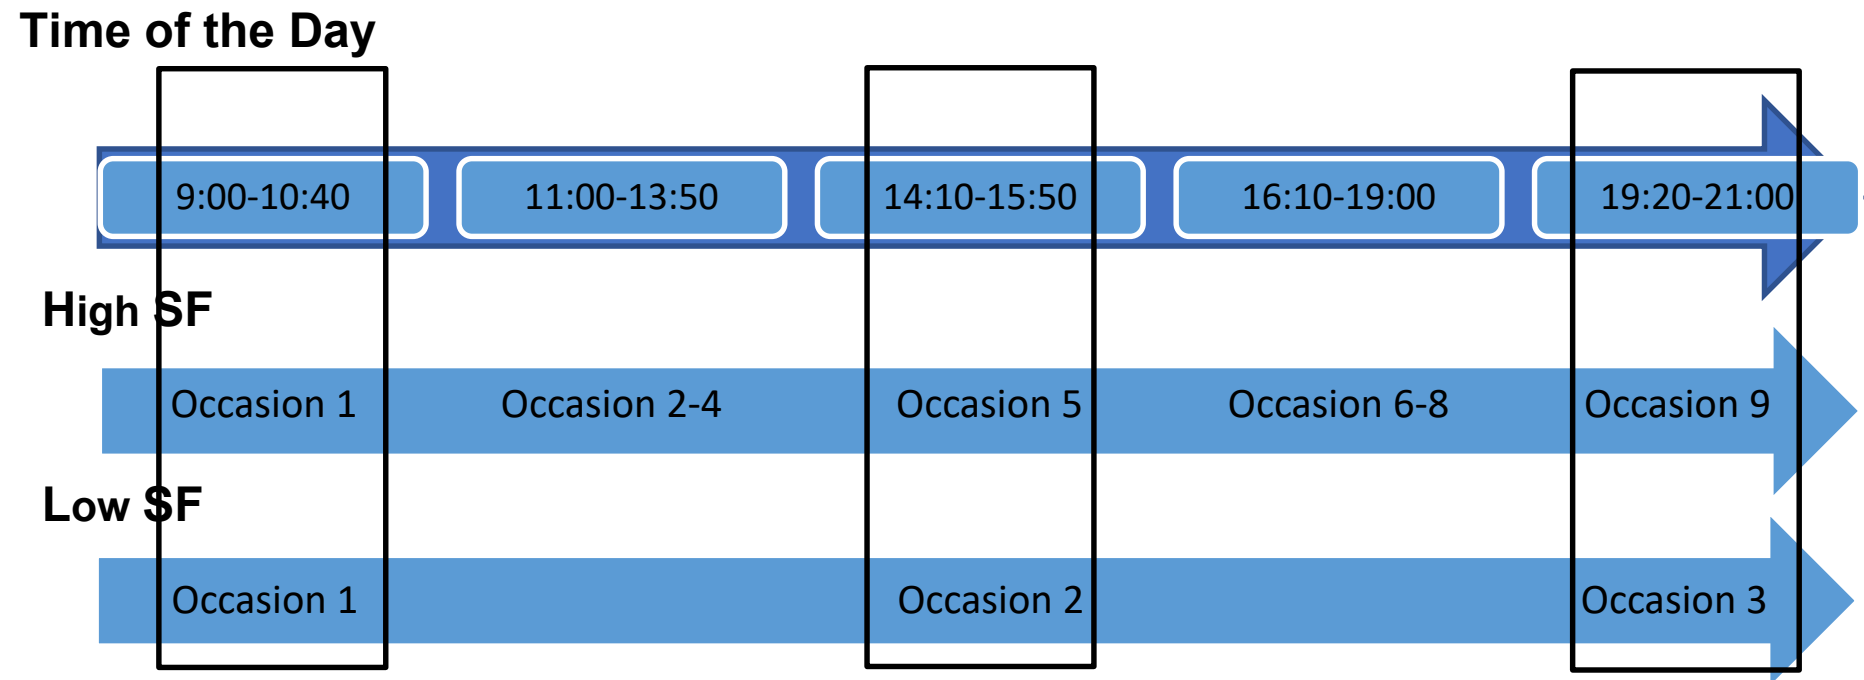 Time of the Day
9:00-10:40 11:00-13:50 14:10-15:50 16:10-19:00 19:20-21:00
High SF
Occasion 1 Occasion 2-4 Occasion 5 Occasion 6-8 Occasion 9
Low SF
Occasion 1 Occasion 2 Occasion 3